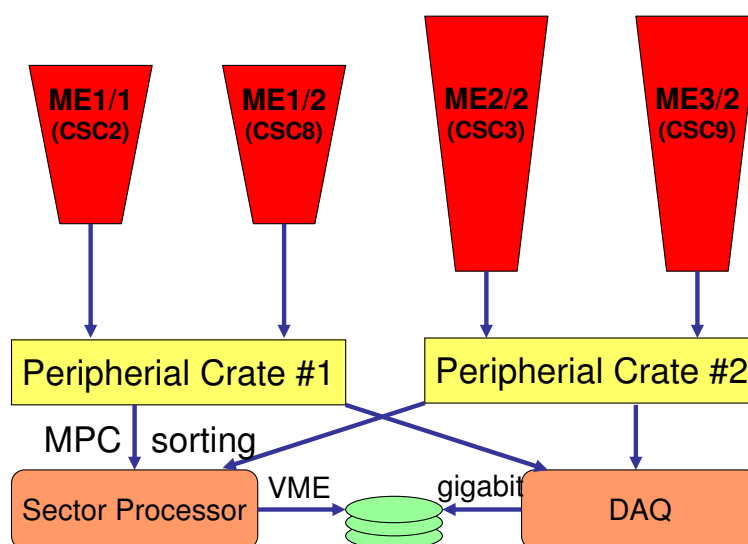 ME1/1
(CSC2)
ME1/2
(CSC8)
ME2/2
(CSC3)
ME3/2
(CSC9)
Peripherial Crate #1
Peripherial Crate #2
MPC sorting
Sector Processor
VME
gigabit
DAQ